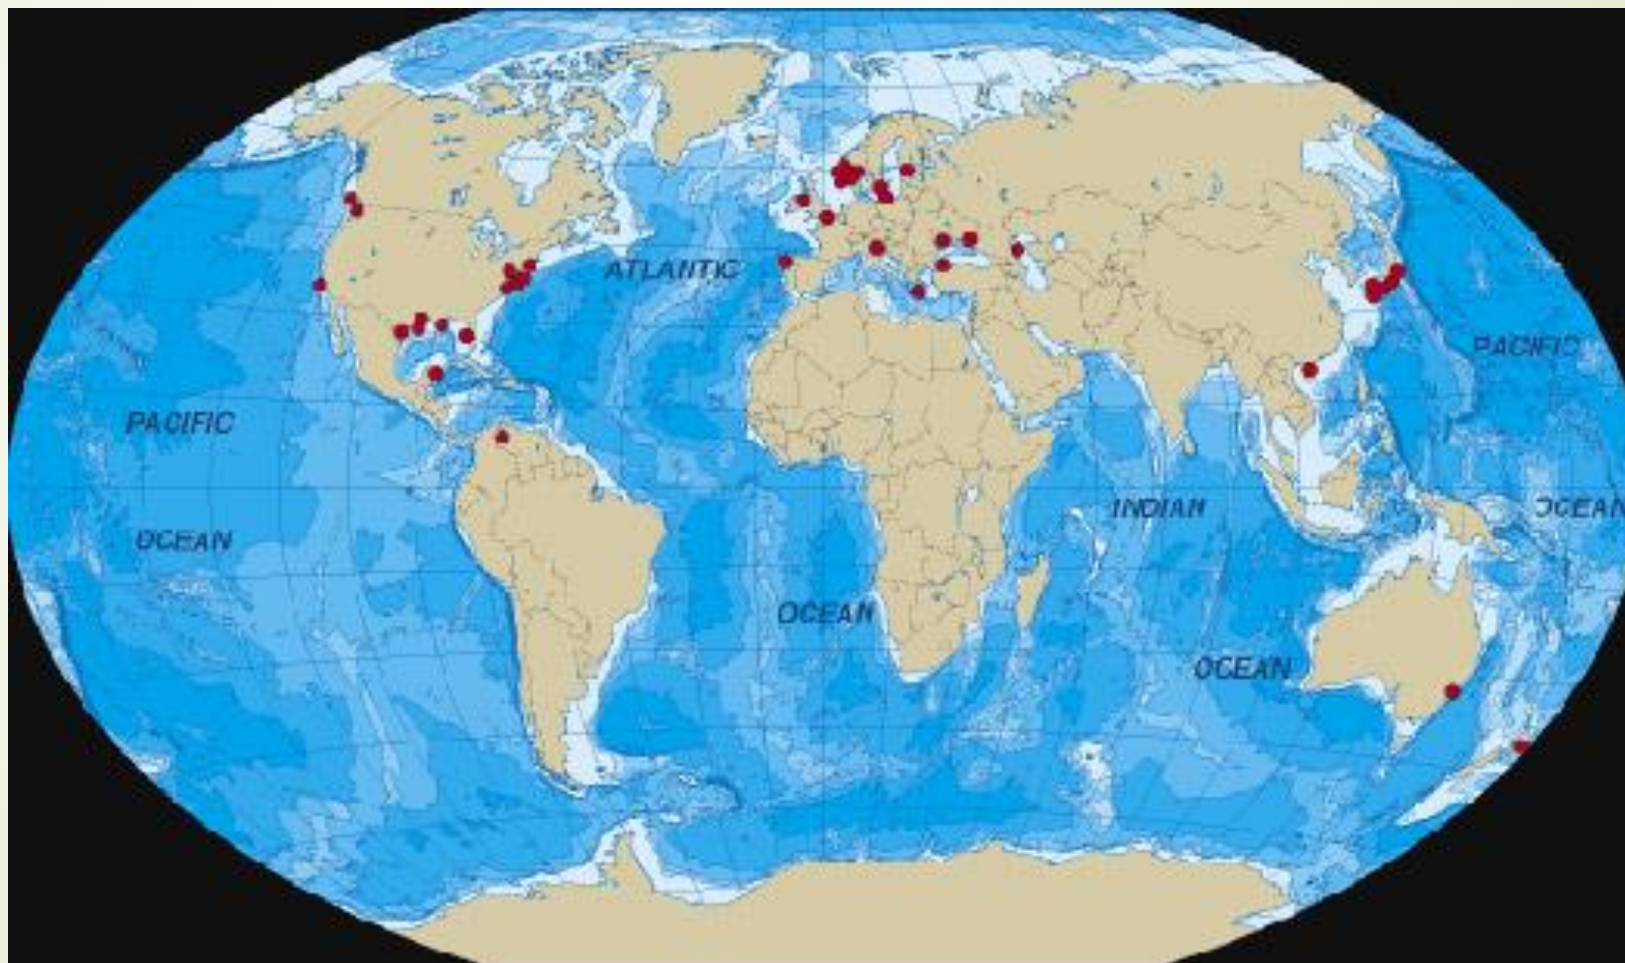 ATLANTIC
PACIFIC
PACIFIC
INDIAN
OCEAN
OCEAN
OCEAN
OCEAN